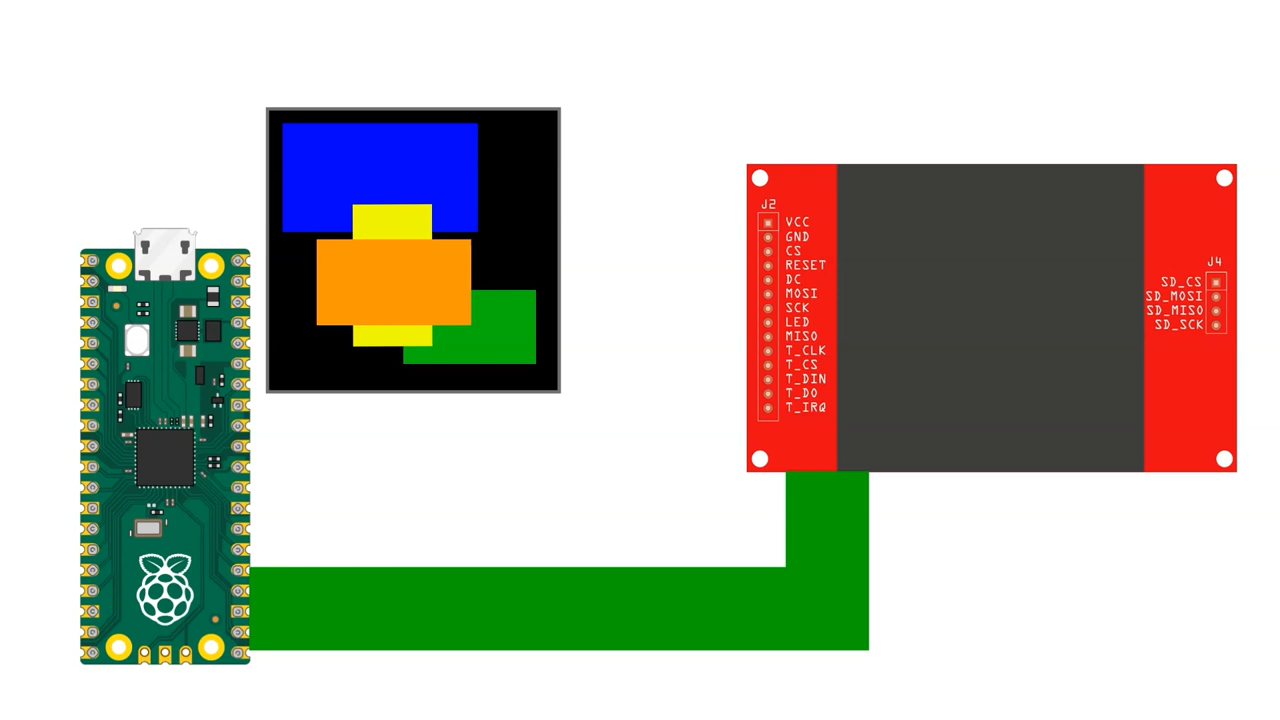 J2
VCC
GND
CS
RESET
DC
MOSI
SCK
LED
MISO
T_CLK
T_CS
T_DIN
T_DO
T_IRQ
J4
SD_CS
SD_MOSI
SD_MISO
SD_SCK